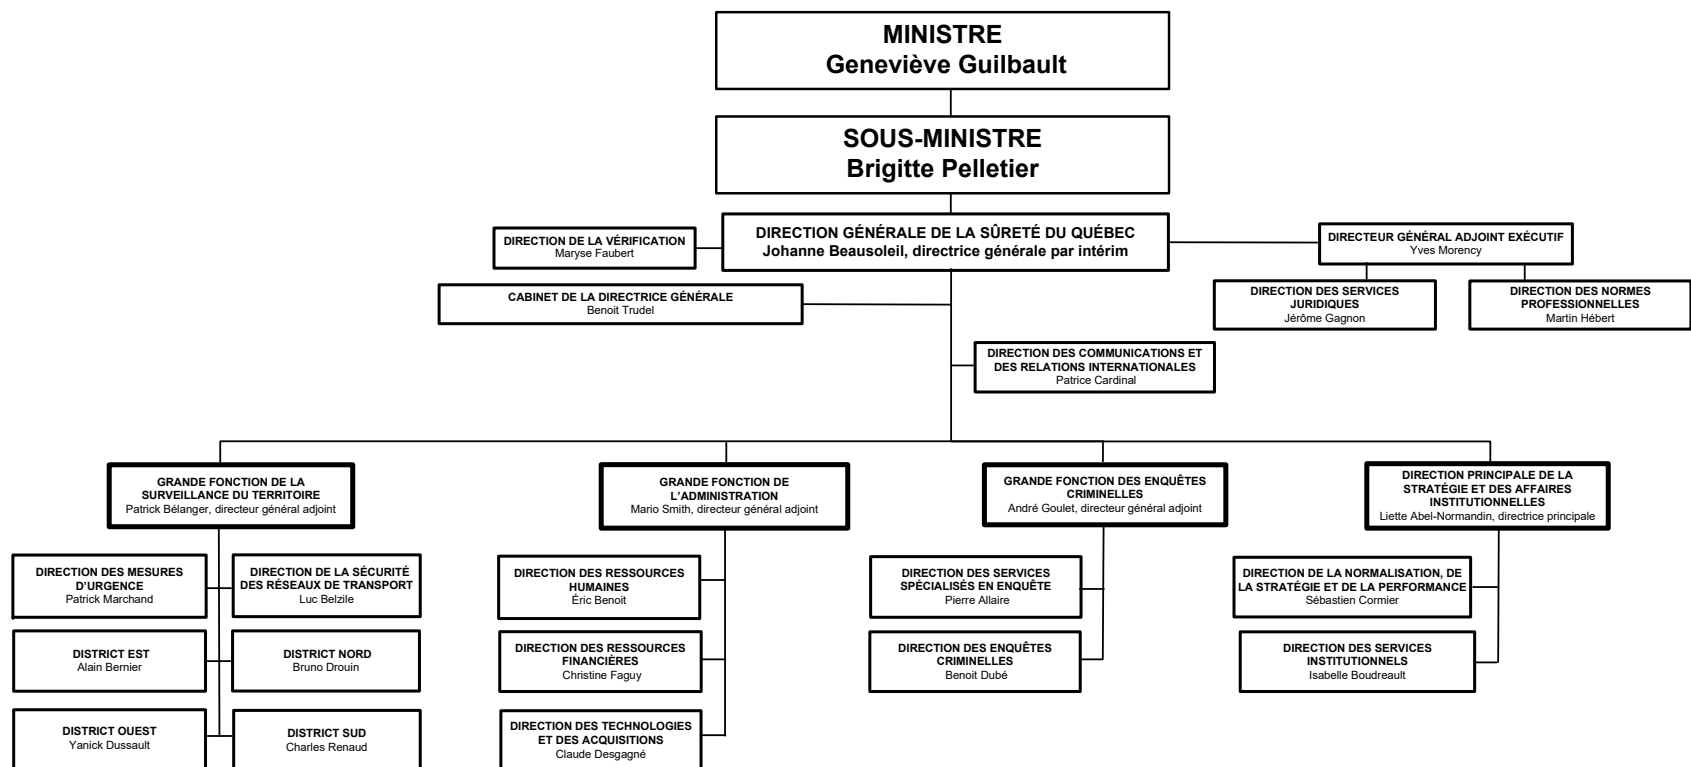 MINISTRE
Geneviève Guilbault
SOUS-MINISTRE
Brigitte Pelletier
DIRECTION GÉNÉRALE DE LA SÛRETÉ DU QUÉBEC
Johanne Beausoleil, directrice générale par intérim
DIRECTION DE LA VÉRIFICATION
Maryse Faubert
DIRECTEUR GÉNÉRAL ADJOINT EXÉCUTIF
Yves Morency
CABINET DE LA DIRECTRICE GÉNÉRALE
Benoit Trudel
DIRECTION DES SERVICES
JURIDIQUES
Jérôme Gagnon
DIRECTION DES NORMES
PROFESSIONNELLES
Martin Hébert
DIRECTION DES COMMUNICATIONS ET
DES RELATIONS INTERNATIONALES
Patrice Cardinal
GRANDE FONCTION DE LA
SURVEILLANCE DU TERRITOIRE
Patrick Bélanger, directeur général adjoint
GRANDE FONCTION DE
L'ADMINISTRATION
Mario Smith, directeur général adjoint
GRANDE FONCTION DES ENQUÊTES
CRIMINELLES
André Goulet, directeur général adjoint
DIRECTION PRINCIPALE DE LA
STRATÉGIE ET DES AFFAIRES
INSTITUTIONNELLES
Liette Abel-Normandin, directrice principale
DIRECTION DES MESURES
D'URGENCE
Patrick Marchand
DIRECTION DE LA SÉCURITÉ
DES RÉSEAUX DE TRANSPORT
Luc Belzile
DISTRICT EST
Alain Bernier
DISTRICT NORD
Bruno Drouin
DISTRICT OUEST
Yanick Dussault
DISTRICT SUD
Charles Renaud
DIRECTION DES RESSOURCES
HUMAINES
Éric Benoit
DIRECTION DES RESSOURCES
FINANCIÈRES
Christine Faguy
DIRECTION DES TECHNOLOGIES
ET DES ACQUISITIONS
Claude Desgagné
DIRECTION DES SERVICES
SPÉCIALISÉS EN ENQUÊTE
Pierre Allaire
DIRECTION DES ENQUÊTES
CRIMINELLES
Benoit Dubé
DIRECTION DE LA NORMALISATION, DE
LA STRATÉGIE ET DE LA PERFORMANCE
Sébastien Cormier
DIRECTION DES SERVICES
INSTITUTIONNELS
Isabelle Boudreault